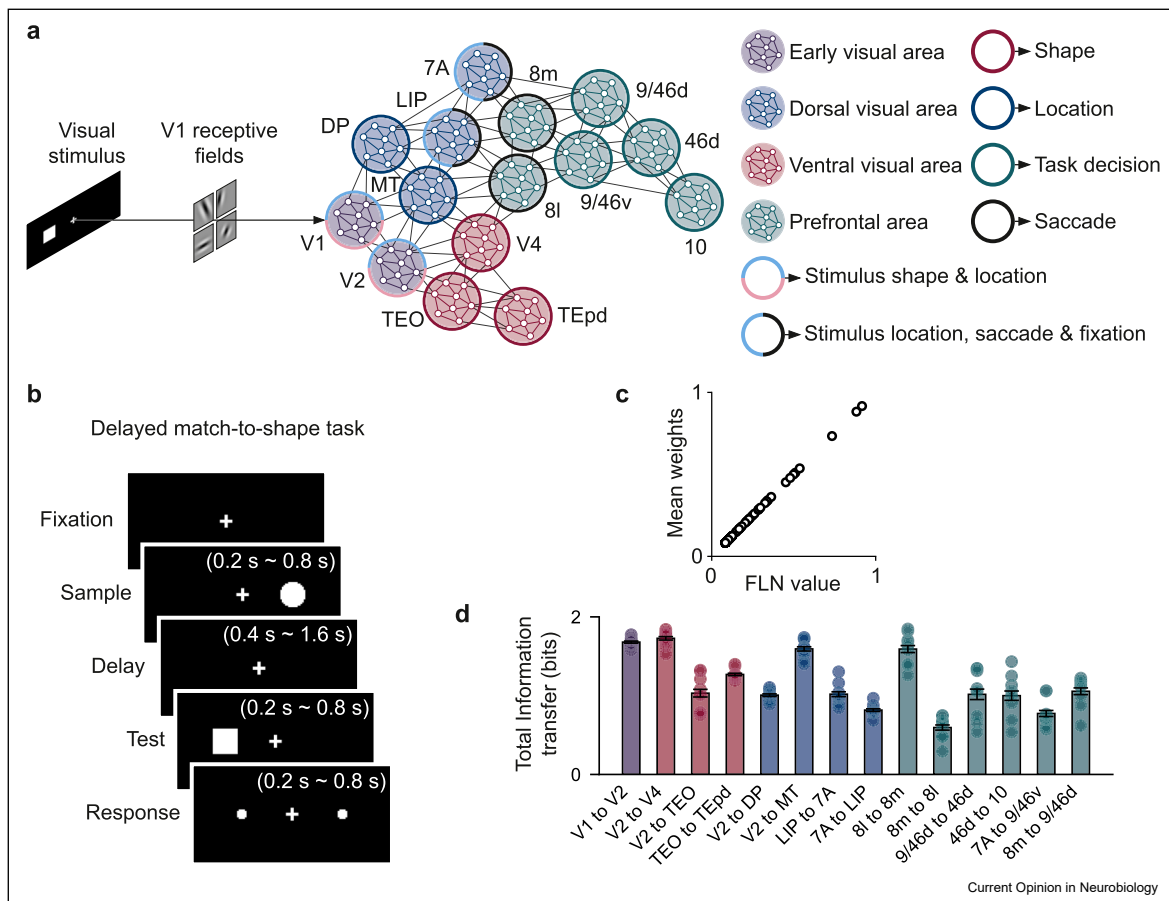 a
Visual
stimulus
V1 receptive
fields
7A
8m
LIP
9/46d
DP
46d
MT
9/46v
8l
V1
V4
10
V2
TEO
TEpd
Early visual area
Shape
Dorsal visual area
Location
Ventral visual area
Task decision
Prefrontal area
Saccade
Stimulus shape & location
Stimulus location, saccade & fixation
b
Delayed match-to-shape task
Fixation
Sample
(0.2 s ~ 0.8 s)
Delay
(0.4 s ~ 1.6 s)
Test
(0.2 s ~ 0.8 s)
Response
(0.2 s ~ 0.8 s)
c
Mean weights
1
0
0
1
FLN value
d
Total Information
transfer (bits)
2
0
V1 to V2
V2 to V4
V2 to TEO
TEO to TEpd
V2 to DP
V2 to MT
LIP to 7A
7A to LIP
8l to 8m
8m to 8l
9/46d to 46d
46d to 10
7A to 9/46v
8m to 9/46d
Current Opinion in Neurobiology